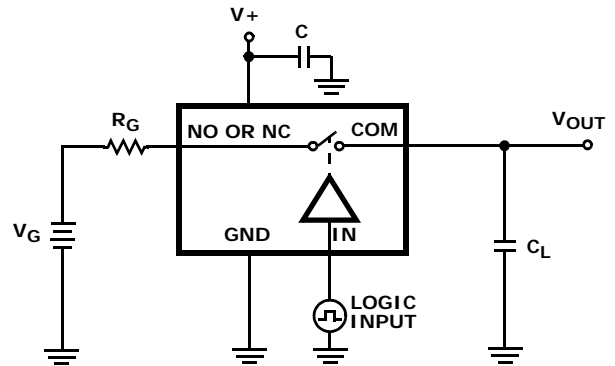 V+
C
RG
NO OR NC
COM
VOUT
VG
GND
IN
CL
LOGIC
INPUT